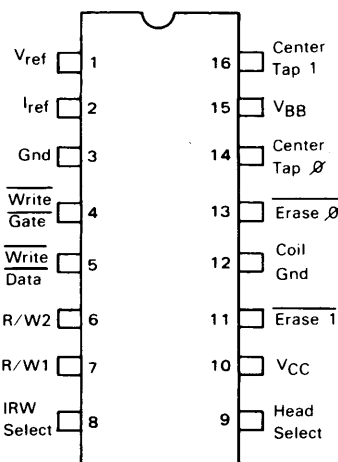 Vref 1 16 Center
Tap 1
Iref 2 15 VBB
Gnd 3 14 Center
Tap Ø
Write
Gate 4 13 Erase Ø
Write
Data 5 12 Coil
Gnd
R/W2 6 11 Erase 1
R/W1 7 10 VCC
IRW
Select 8 9 Head
Select